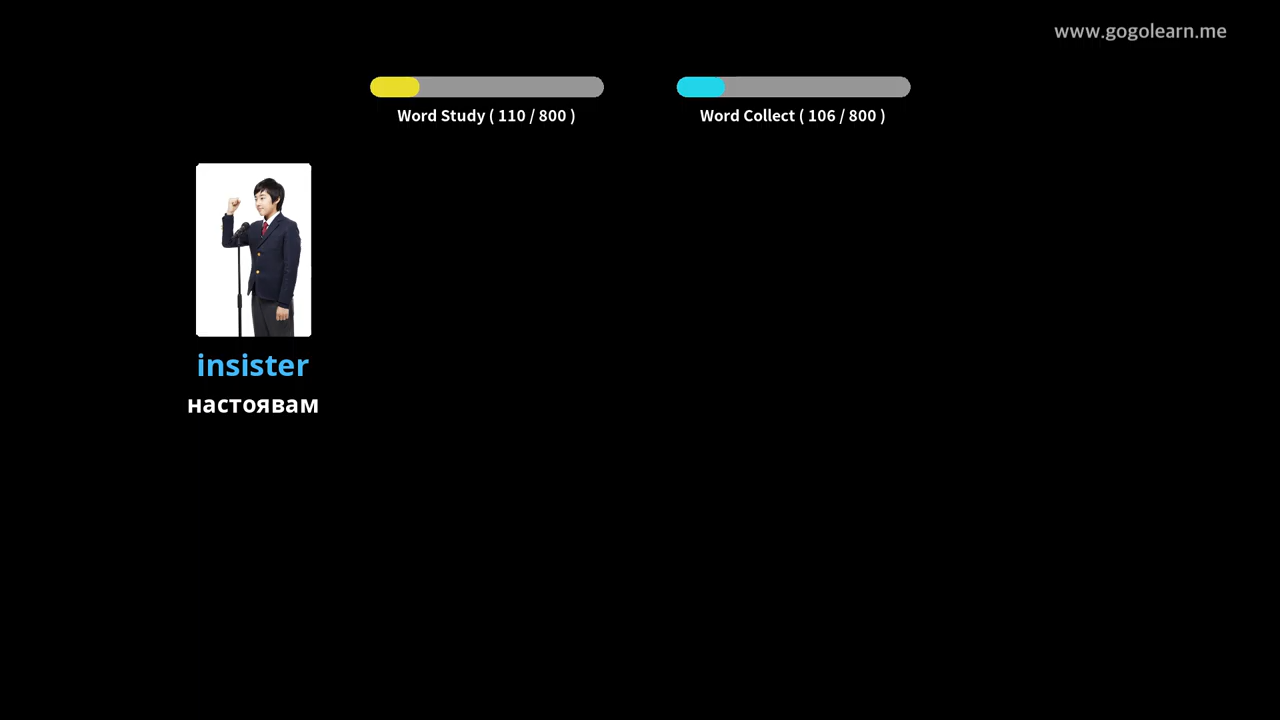 www.gogolearn.me
Word Study ( 110 / 800 )
Word Collect ( 106 / 800 )
insister
настоявам